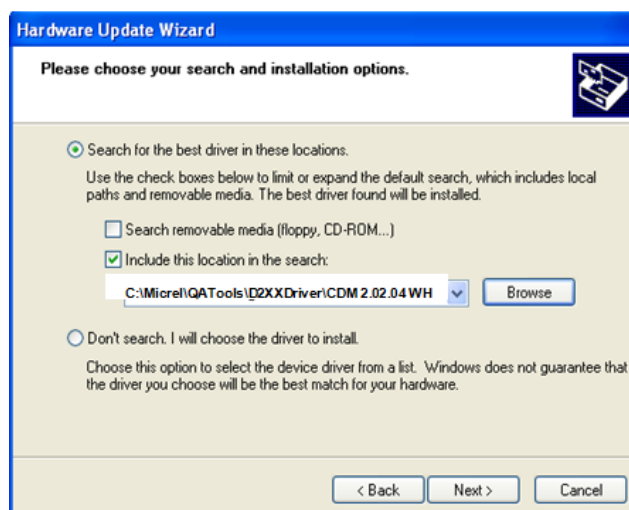 Hardware Update Wizard
Please choose your search and installation options.
Search for the best driver in these locations.
Use the check boxes below to limit or expand the default search, which includes local
paths and removable media. The best driver found will be installed.
Search removable media (floppy, CD-ROM...)
Include this location in the search:
C:\Micrel\QATools\D2XXDriver\CDM 2.02.04 WH
Browse
Don't search. I will choose the driver to install.
Choose this option to select the device driver from a list. Windows does not guarantee that
the driver you choose will be the best match for your hardware.
< Back Next > Cancel